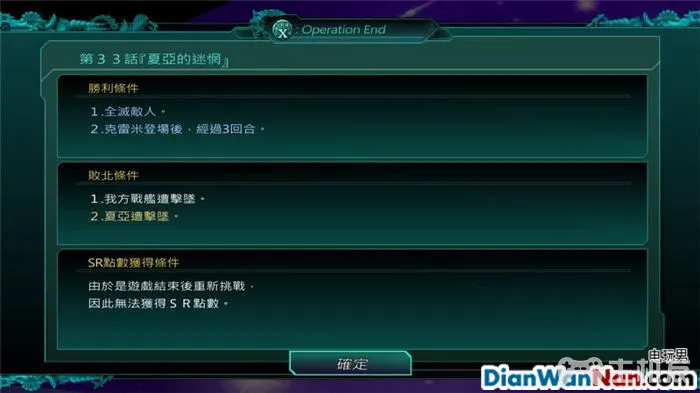 : Operation End
第３３話『夏亞的迷惘』
勝利條件
１.全滅敵人。
２.克雷米登場後，經過3回合。
敗北條件
１.我方戰艦遭擊墜。
２.夏亞遭擊墜。
SR點數獲得條件
由於是遊戲結束後重新挑戰，
因此無法獲得ＳＲ點數。
確定
电玩男
DianWanNan.com